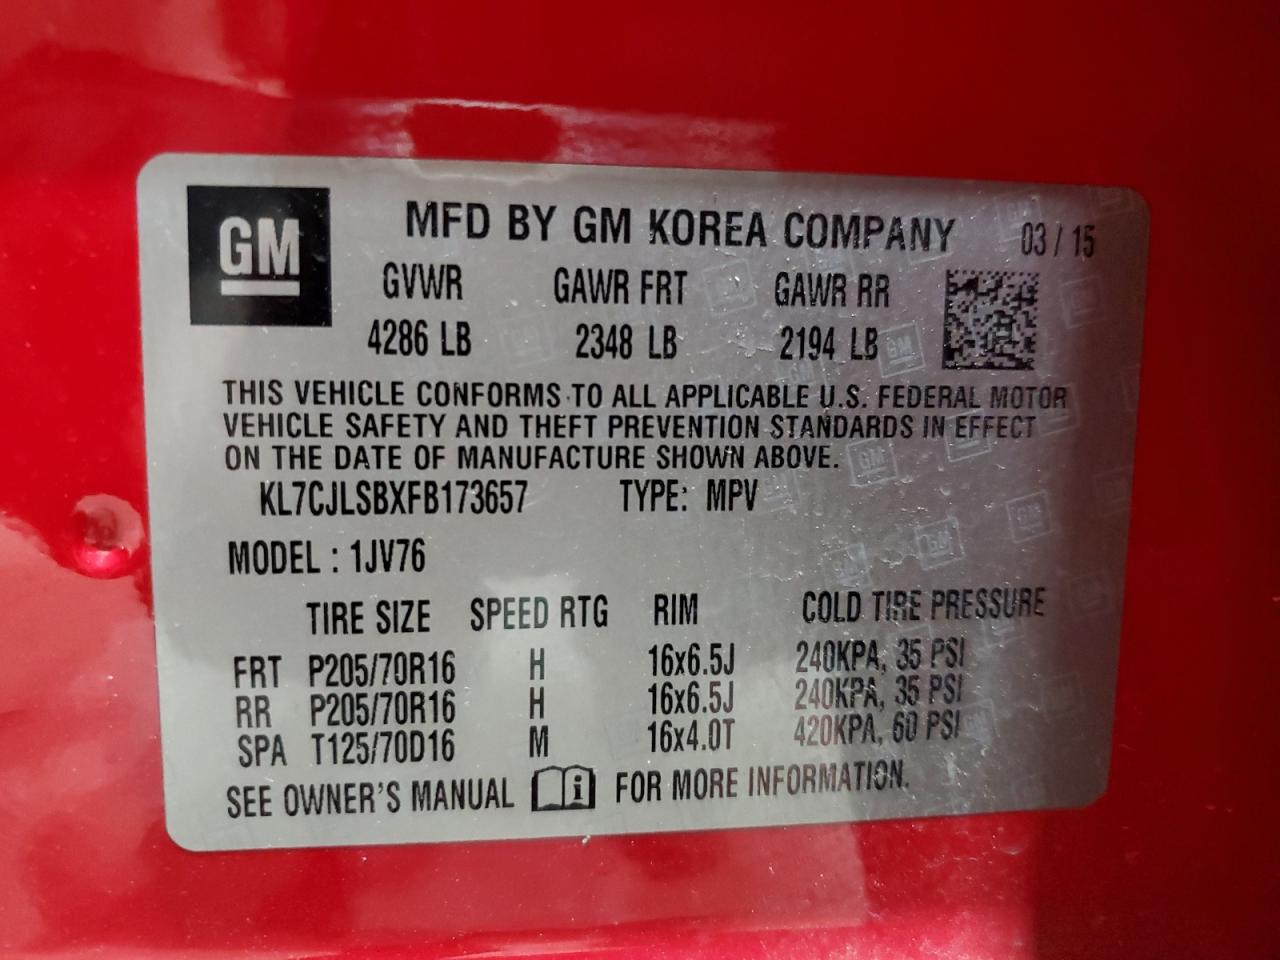 GM
MFD BY GM KOREA COMPANY 03 / 15
GVWR GAWR FRT GAWR RR
4286 LB 2348 LB 2194 LB
THIS VEHICLE CONFORMS TO ALL APPLICABLE U.S. FEDERAL MOTOR
VEHICLE SAFETY AND THEFT PREVENTION STANDARDS IN EFFECT
ON THE DATE OF MANUFACTURE SHOWN ABOVE.
KL7CJLSBXFB173657 TYPE: MPV
MODEL : 1JV76
TIRE SIZE SPEED RTG RIM COLD TIRE PRESSURE
FRT P205/70R16 H 16x6.5J 240KPA, 35 PSI
RR P205/70R16 H 16x6.5J 240KPA, 35 PSI
SPA T125/70D16 M 16x4.0T 420KPA, 60 PSI
SEE OWNER'S MANUAL i FOR MORE INFORMATION.